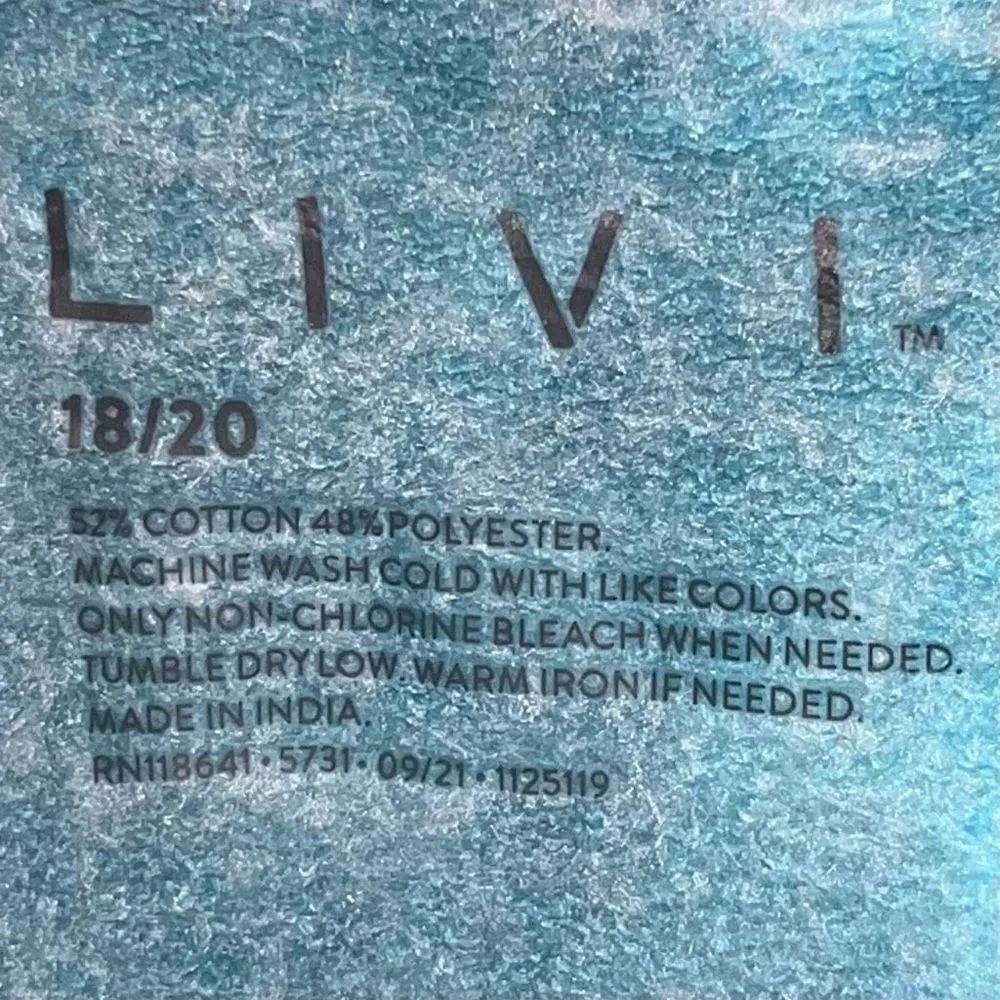 LIVI™
18/20
52% COTTON 48% POLYESTER.
MACHINE WASH COLD WITH LIKE COLORS.
ONLY NON-CHLORINE BLEACH WHEN NEEDED.
TUMBLE DRY LOW. WARM IRON IF NEEDED.
MADE IN INDIA.
RN118641 • 5731 • 09/21 • 1125119